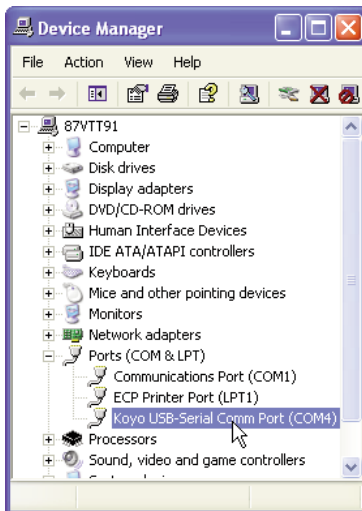 Device Manager
File Action View Help
87VTT91
Computer
Disk drives
Display adapters
DVD/CD-ROM drives
Human Interface Devices
IDE ATA/ATAPI controllers
Keyboards
Mice and other pointing devices
Monitors
Network adapters
Ports (COM & LPT)
Communications Port (COM1)
ECP Printer Port (LPT1)
Koyo USB-Serial Comm Port (COM4)
Processors
Sound, video and game controllers